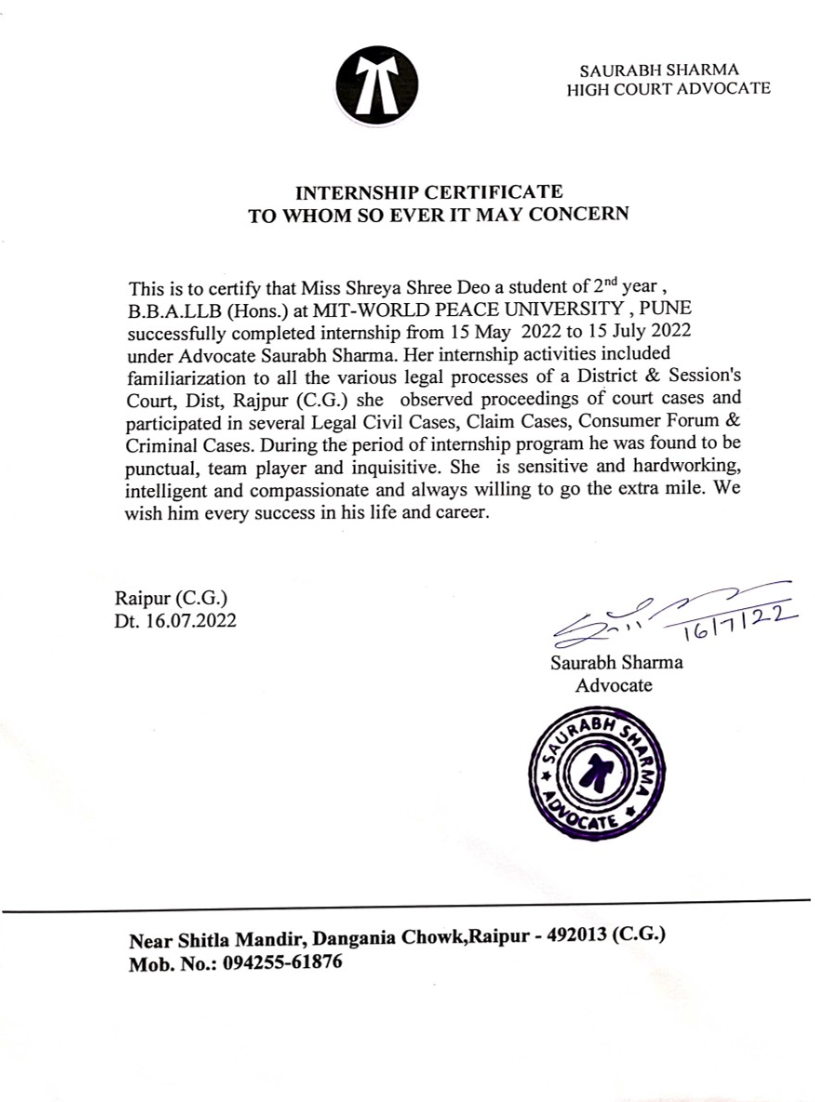 SAURABH SHARMA
HIGH COURT ADVOCATE
INTERNSHIP CERTIFICATE
TO WHOM SO EVER IT MAY CONCERN
This is to certify that Miss Shreya Shree Deo a student of 2nd year ,
B.B.A.LLB (Hons.) at MIT-WORLD PEACE UNIVERSITY , PUNE
successfully completed internship from 15 May 2022 to 15 July 2022
under Advocate Saurabh Sharma. Her internship activities included
familiarization to all the various legal processes of a District & Session's
Court, Dist, Rajpur (C.G.) she observed proceedings of court cases and
participated in several Legal Civil Cases, Claim Cases, Consumer Forum &
Criminal Cases. During the period of internship program he was found to be
punctual, team player and inquisitive. She is sensitive and hardworking,
intelligent and compassionate and always willing to go the extra mile. We
wish him every success in his life and career.
Raipur (C.G.)
Dt. 16.07.2022
16/7/22
Saurabh Sharma
Advocate
SAURABH SHARMA
ADVOCATE
Near Shitla Mandir, Dangania Chowk,Raipur - 492013 (C.G.)
Mob. No.: 094255-61876